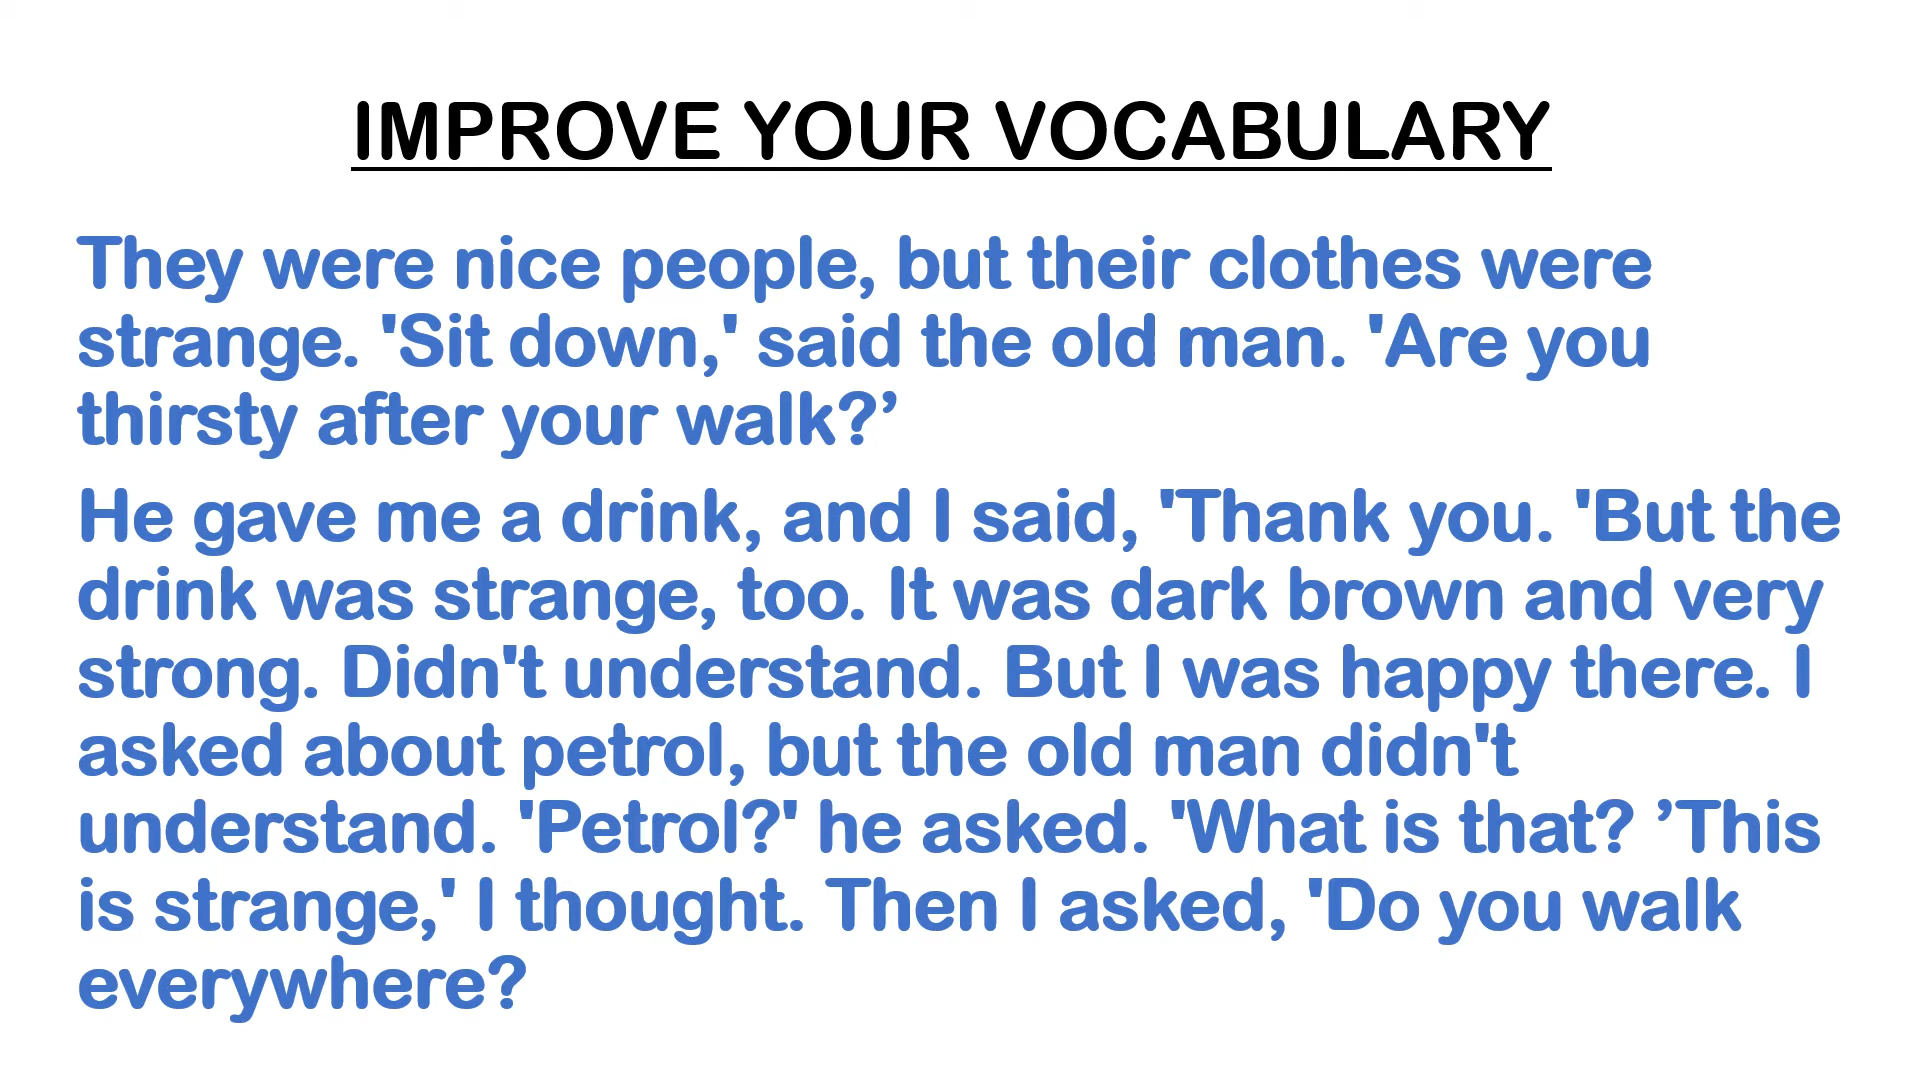 IMPROVE YOUR VOCABULARY
They were nice people, but their clothes were
strange. 'Sit down,' said the old man. 'Are you
thirsty after your walk?’
He gave me a drink, and I said, 'Thank you. 'But the
drink was strange, too. It was dark brown and very
strong. Didn't understand. But I was happy there. I
asked about petrol, but the old man didn't
understand. 'Petrol?' he asked. 'What is that? ’This
is strange,' I thought. Then I asked, 'Do you walk
everywhere?